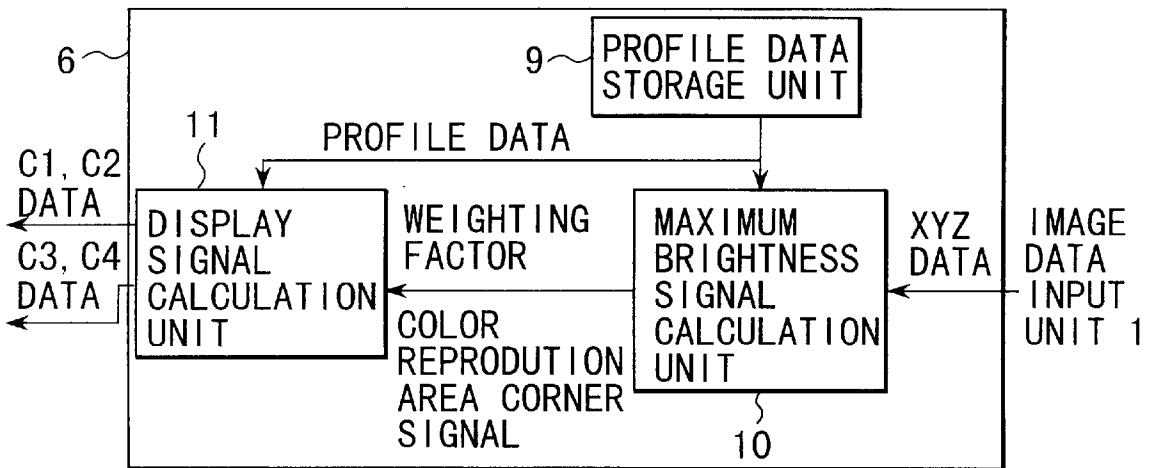 6
9
PROFILE DATA
STORAGE UNIT
11
PROFILE DATA
C1, C2
DATA
C3, C4
DATA
DISPLAY
SIGNAL
CALCULATION
UNIT
WEIGHTING
FACTOR
COLOR
REPRODUTION
AREA CORNER
SIGNAL
MAXIMUM
BRIGHTNESS
SIGNAL
CALCULATION
UNIT
10
XYZ
DATA
IMAGE
DATA
INPUT
UNIT 1